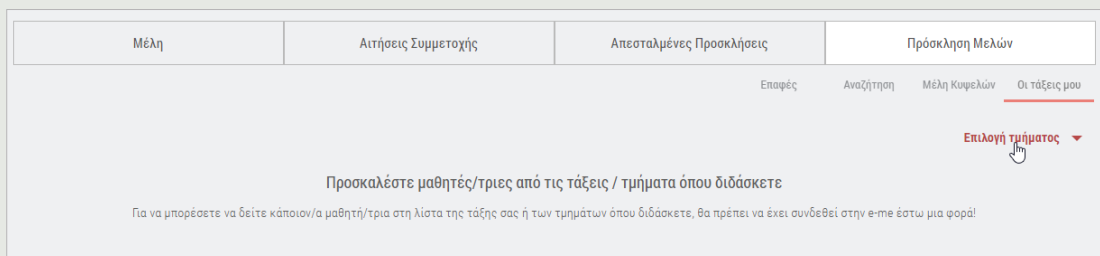 Μέλη Αιτήσεις Συμμετοχής Απεσταλμένες Προσκλήσεις Πρόσκληση Μελών
Επαφές Αναζήτηση Μέλη Κυψελών Οι τάξεις μου
Επιλογή τμήματος
Προσκαλέστε μαθητές/τριες από τις τάξεις / τμήματα όπου διδάσκετε
Για να μπορέσετε να δείτε κάποιον/α μαθητή/τρια στη λίστα της τάξης σας ή των τμημάτων όπου διδάσκετε, θα πρέπει να έχει συνδεθεί στην e-me έστω μια φορά!